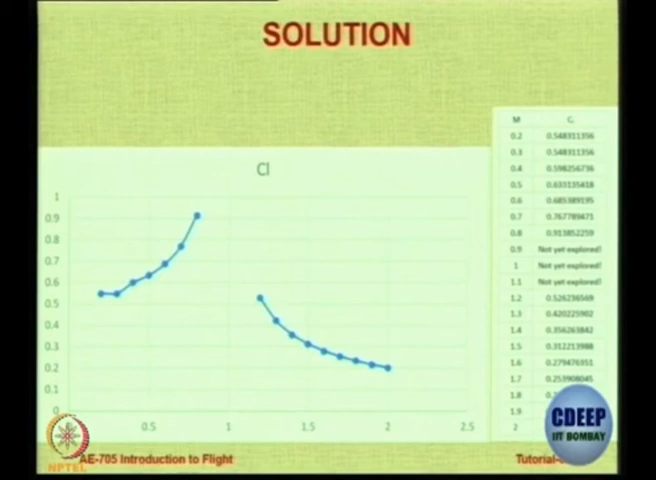 SOLUTION
Cl
1
0.9
0.8
0.7
0.6
0.5
0.4
0.3
0.2
0.1
0
0.5 1 1.5 2 2.5
M C
0.2 0.548311356
0.3 0.548311356
0.4 0.598256736
0.5 0.633135418
0.6 0.685389195
0.7 0.767789471
0.8 0.913852259
0.9 Not yet explored!
1 Not yet explored!
1.1 Not yet explored!
1.2 0.526236569
1.3 0.420225902
1.4 0.356263842
1.5 0.312213988
1.6 0.279476351
1.7 0.253908045
1.8
1.9
2
CDEEP
IIT BOMBAY
NPTEL
AE-705 Introduction to Flight